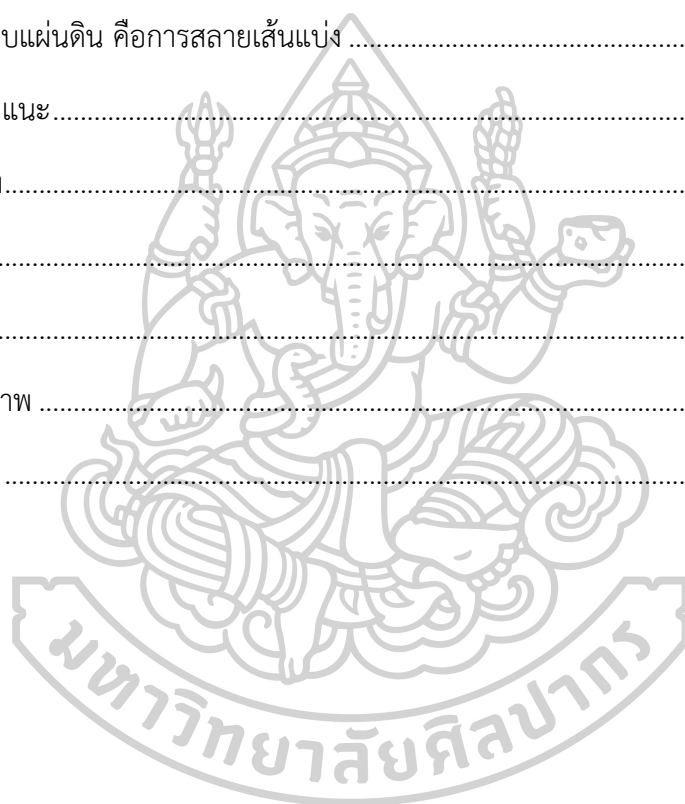 บแผ่นดิน คือการสลายเส้นแบ่ง ................................................
แนะ................................................................................
................................................................................
................................................................................
................................................................................
าพ ................................................................................
................................................................................
มหาวิทยาลัยศิลปากร